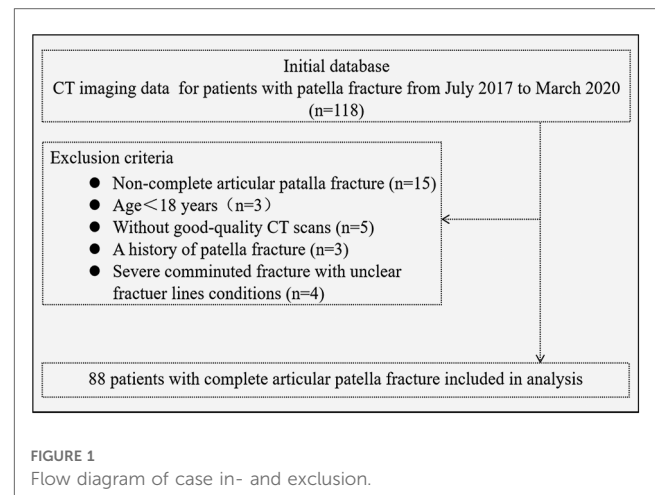 Initial database
CT imaging data for patients with patella fracture from July 2017 to March 2020
(n=118)
Exclusion criteria
● Non-complete articular patalla fracture (n=15)
● Age＜18 years（n=3）
● Without good-quality CT scans (n=5)
● A history of patella fracture (n=3)
● Severe comminuted fracture with unclear
fractuer lines conditions (n=4)
88 patients with complete articular patella fracture included in analysis
FIGURE 1
Flow diagram of case in- and exclusion.